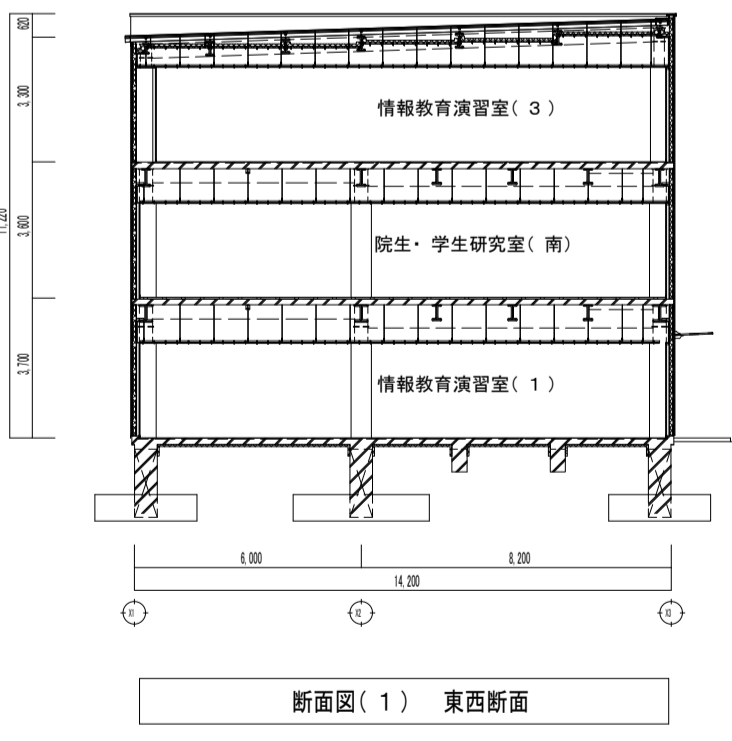 620
3,300
情報教育演習室( 3 )
11,220
3,600
院生・ 学生研究室( 南)
3,700
情報教育演習室( 1 )
6,000
8,200
14,200
X1
X2
X3
断面図( 1 ) 東西断面